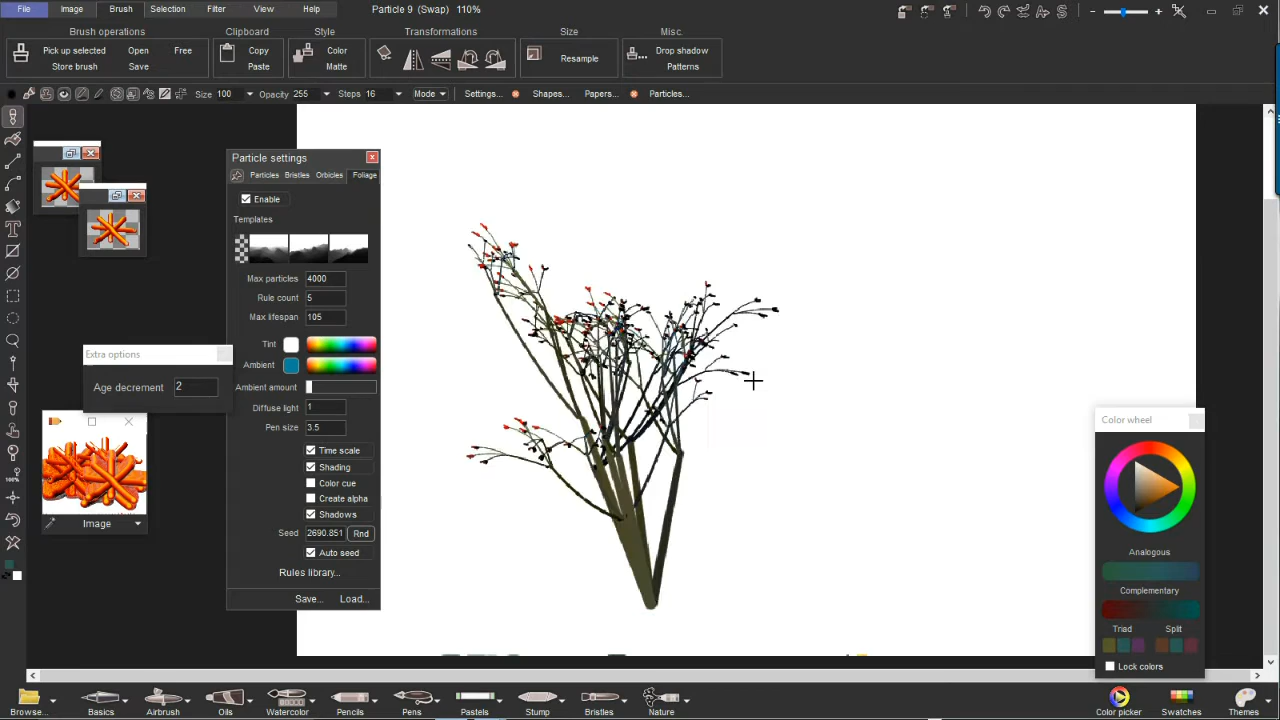 File Image Brush Selection Filter View Help Particle 9 (Swap) 110%
Brush operations Clipboard Style Transformations Size Misc.
Pick up selected Open Free Copy Color Resample Drop shadow
Store brush Save Paste Matte Patterns
Size 100 Opacity 255 Steps 16 Mode Settings... Shapes... Papers... Particles...
Particle settings
Particles Bristles Orbicles Foliage
Enable
Templates
Max particles 4000
Rule count 5
Max lifespan 105
Tint
Ambient
Ambient amount
Diffuse light 1
Pen size 3.5
Time scale
Shading
Color cue
Create alpha
Shadows
Seed 2690.851 Rnd
Auto seed
Rules library...
Save... Load...
Extra options
Age decrement 2
Image
100%
Color wheel
Analogous
Complementary
Triad Split
Lock colors
Browse... Basics Airbrush Oils Watercolor Pencils Pens Pastels Stump Bristles Nature Color picker Swatches Themes